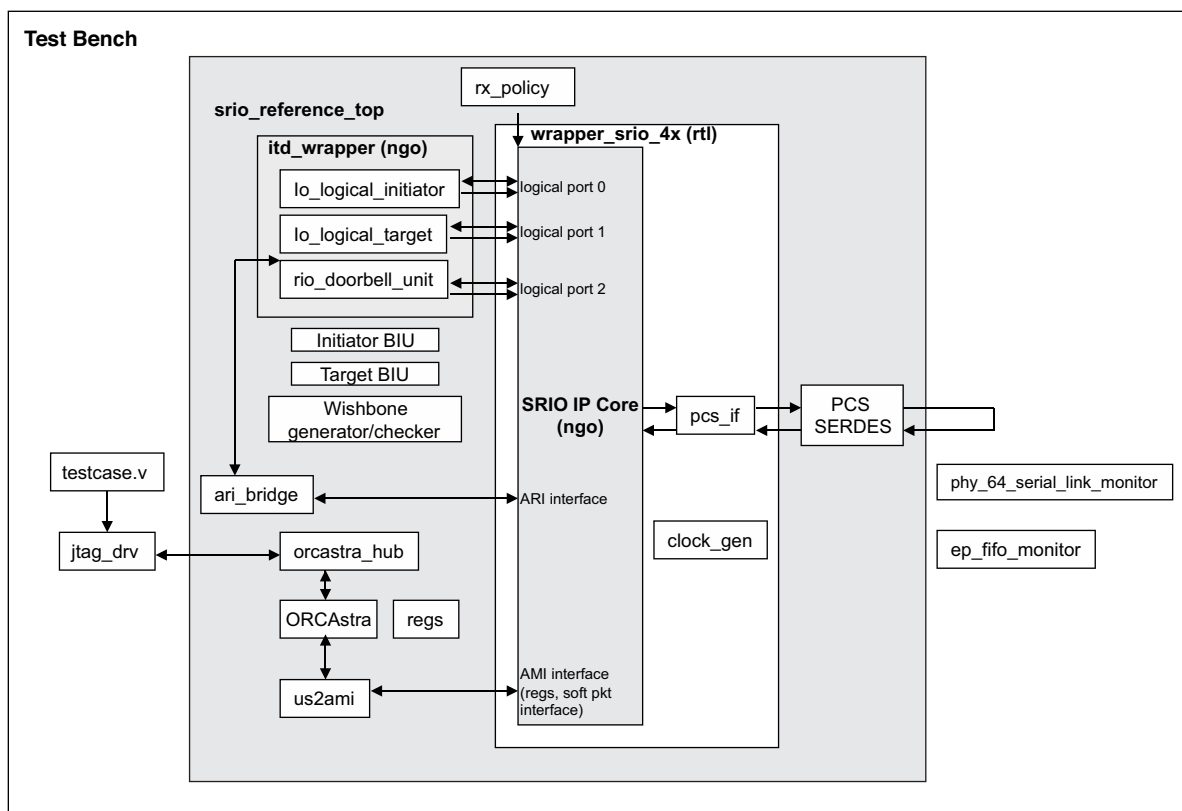 Test Bench
srio_reference_top
rx_policy
wrapper_srio_4x (rtl)
itd_wrapper (ngo)
Io_logical_initiator
logical port 0
Io_logical_target
logical port 1
rio_doorbell_unit
logical port 2
Initiator BIU
Target BIU
Wishbone
generator/checker
SRIO IP Core
(ngo)
pcs_if
PCS
SERDES
testcase.v
ari_bridge
ARI interface
phy_64_serial_link_monitor
jtag_drv
orcastra_hub
clock_gen
ep_fifo_monitor
ORCAstra
regs
us2ami
AMI interface
(regs, soft pkt
interface)